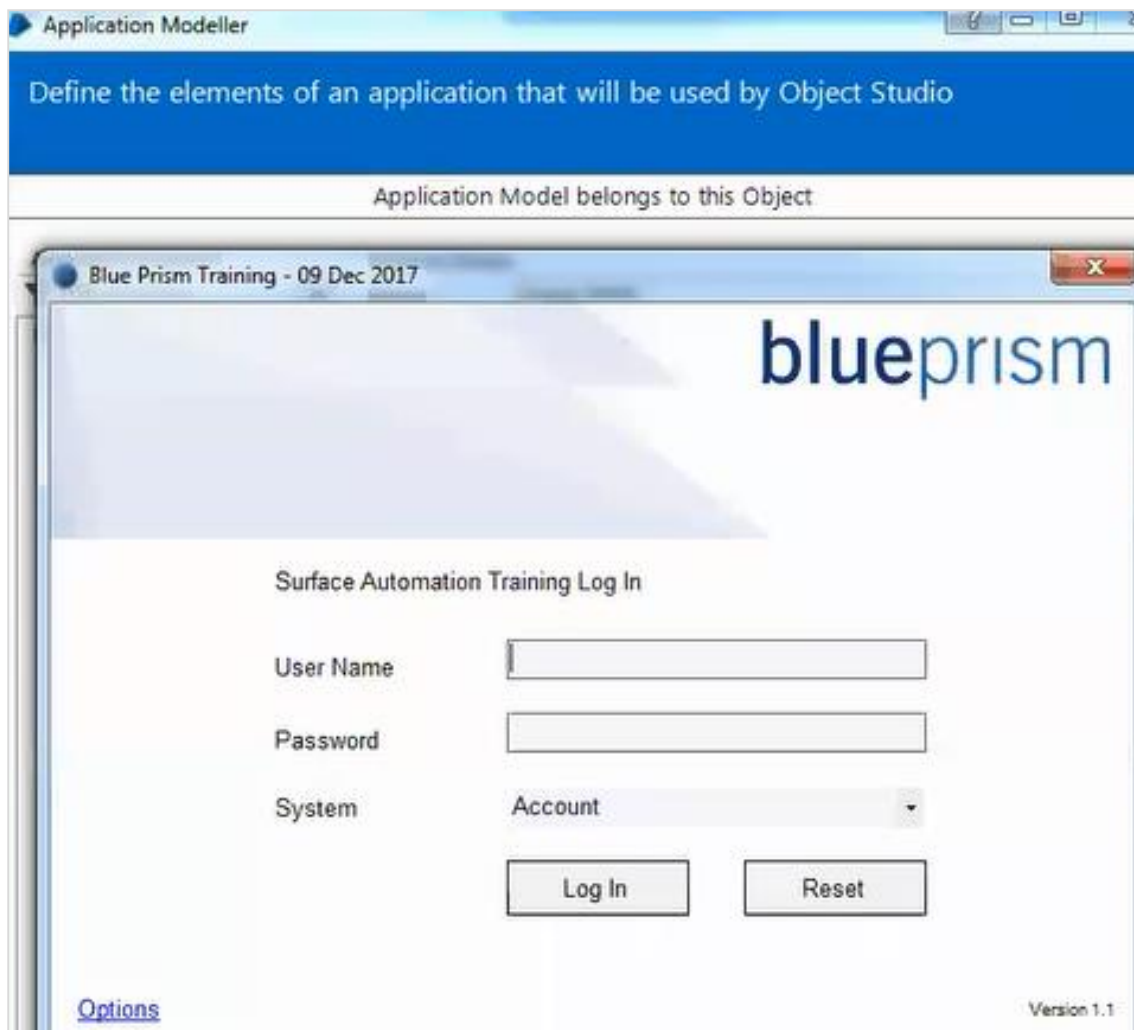 Application Modeller
Define the elements of an application that will be used by Object Studio
Application Model belongs to this Object
Blue Prism Training - 09 Dec 2017
blueprism
Surface Automation Training Log In
User Name
Password
System Account
Log In Reset
Options Version 1.1